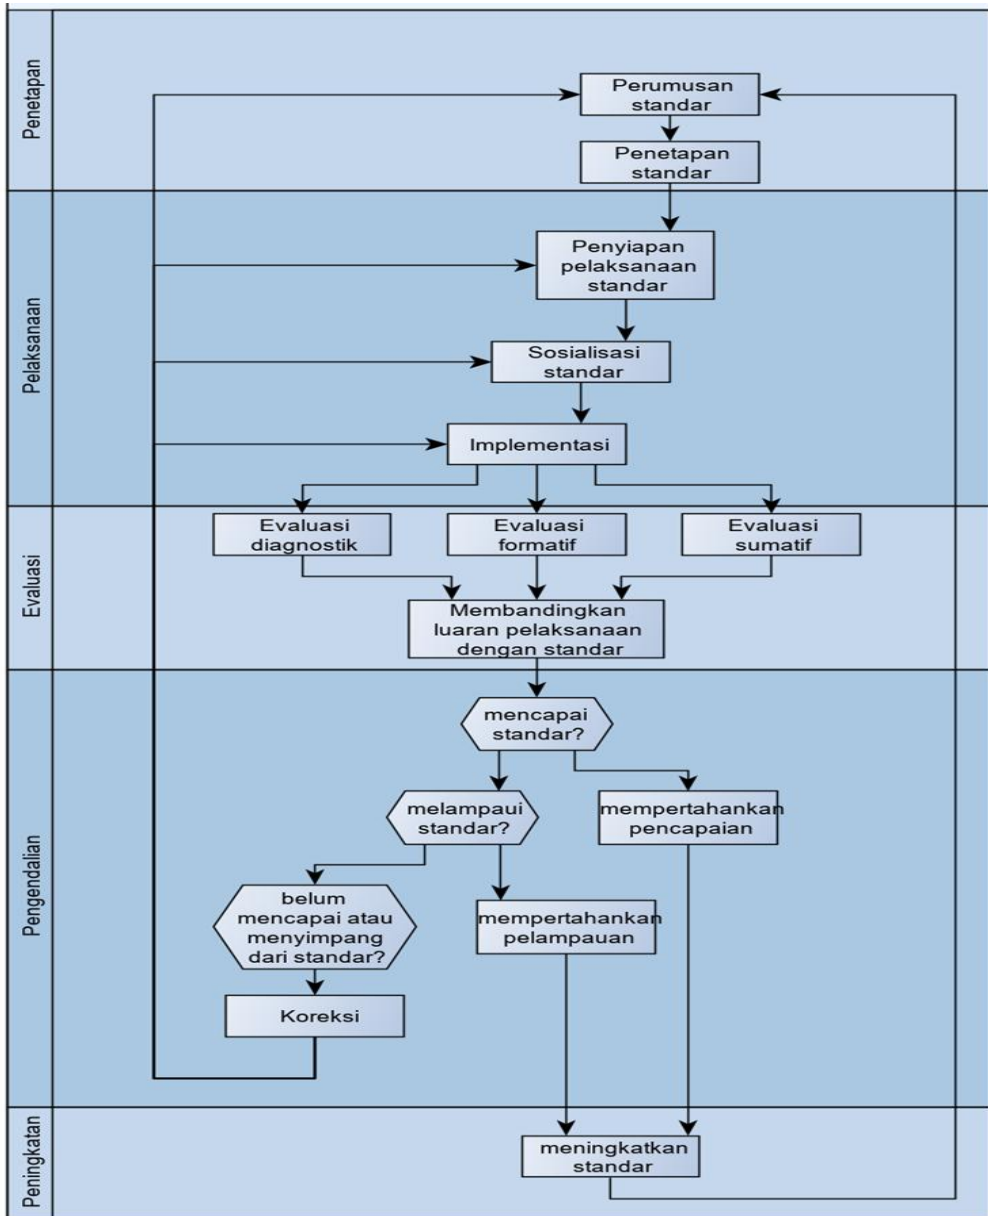 Penetapan
Perumusan
standar
Penetapan
standar
Pelaksanaan
Penyiapan
pelaksanaan
standar
Sosialisasi
standar
Implementasi
Evaluasi
Evaluasi
diagnostik
Evaluasi
formatif
Evaluasi
sumatif
Membandingkan
luaran pelaksanaan
dengan standar
Pengendalian
mencapai
standar?
melampaui
standar?
mempertahankan
pencapaian
belum
mencapai atau
menyimpang
dari standar?
mempertahankan
pelampauan
Koreksi
Peningkatan
meningkatkan
standar